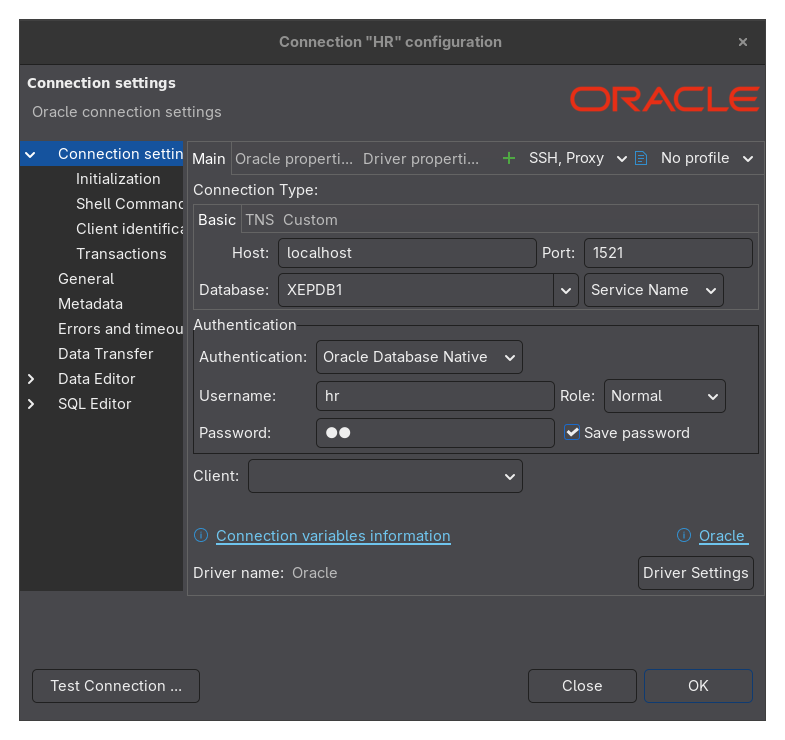 Connection "HR" configuration ×
Connection settings
Oracle connection settings
ORACLE
Connection settin
Initialization
Shell Command
Client identifica
Transactions
General
Metadata
Errors and timeou
Data Transfer
Data Editor
SQL Editor
Main Oracle properti... Driver properti... SSH, Proxy No profile
Connection Type:
Basic TNS Custom
Host: localhost Port: 1521
Database: XEPDB1 Service Name
Authentication
Authentication: Oracle Database Native
Username: hr Role: Normal
Password: ●● Save password
Client:
Connection variables information Oracle
Driver name: Oracle Driver Settings
Test Connection ... Close OK